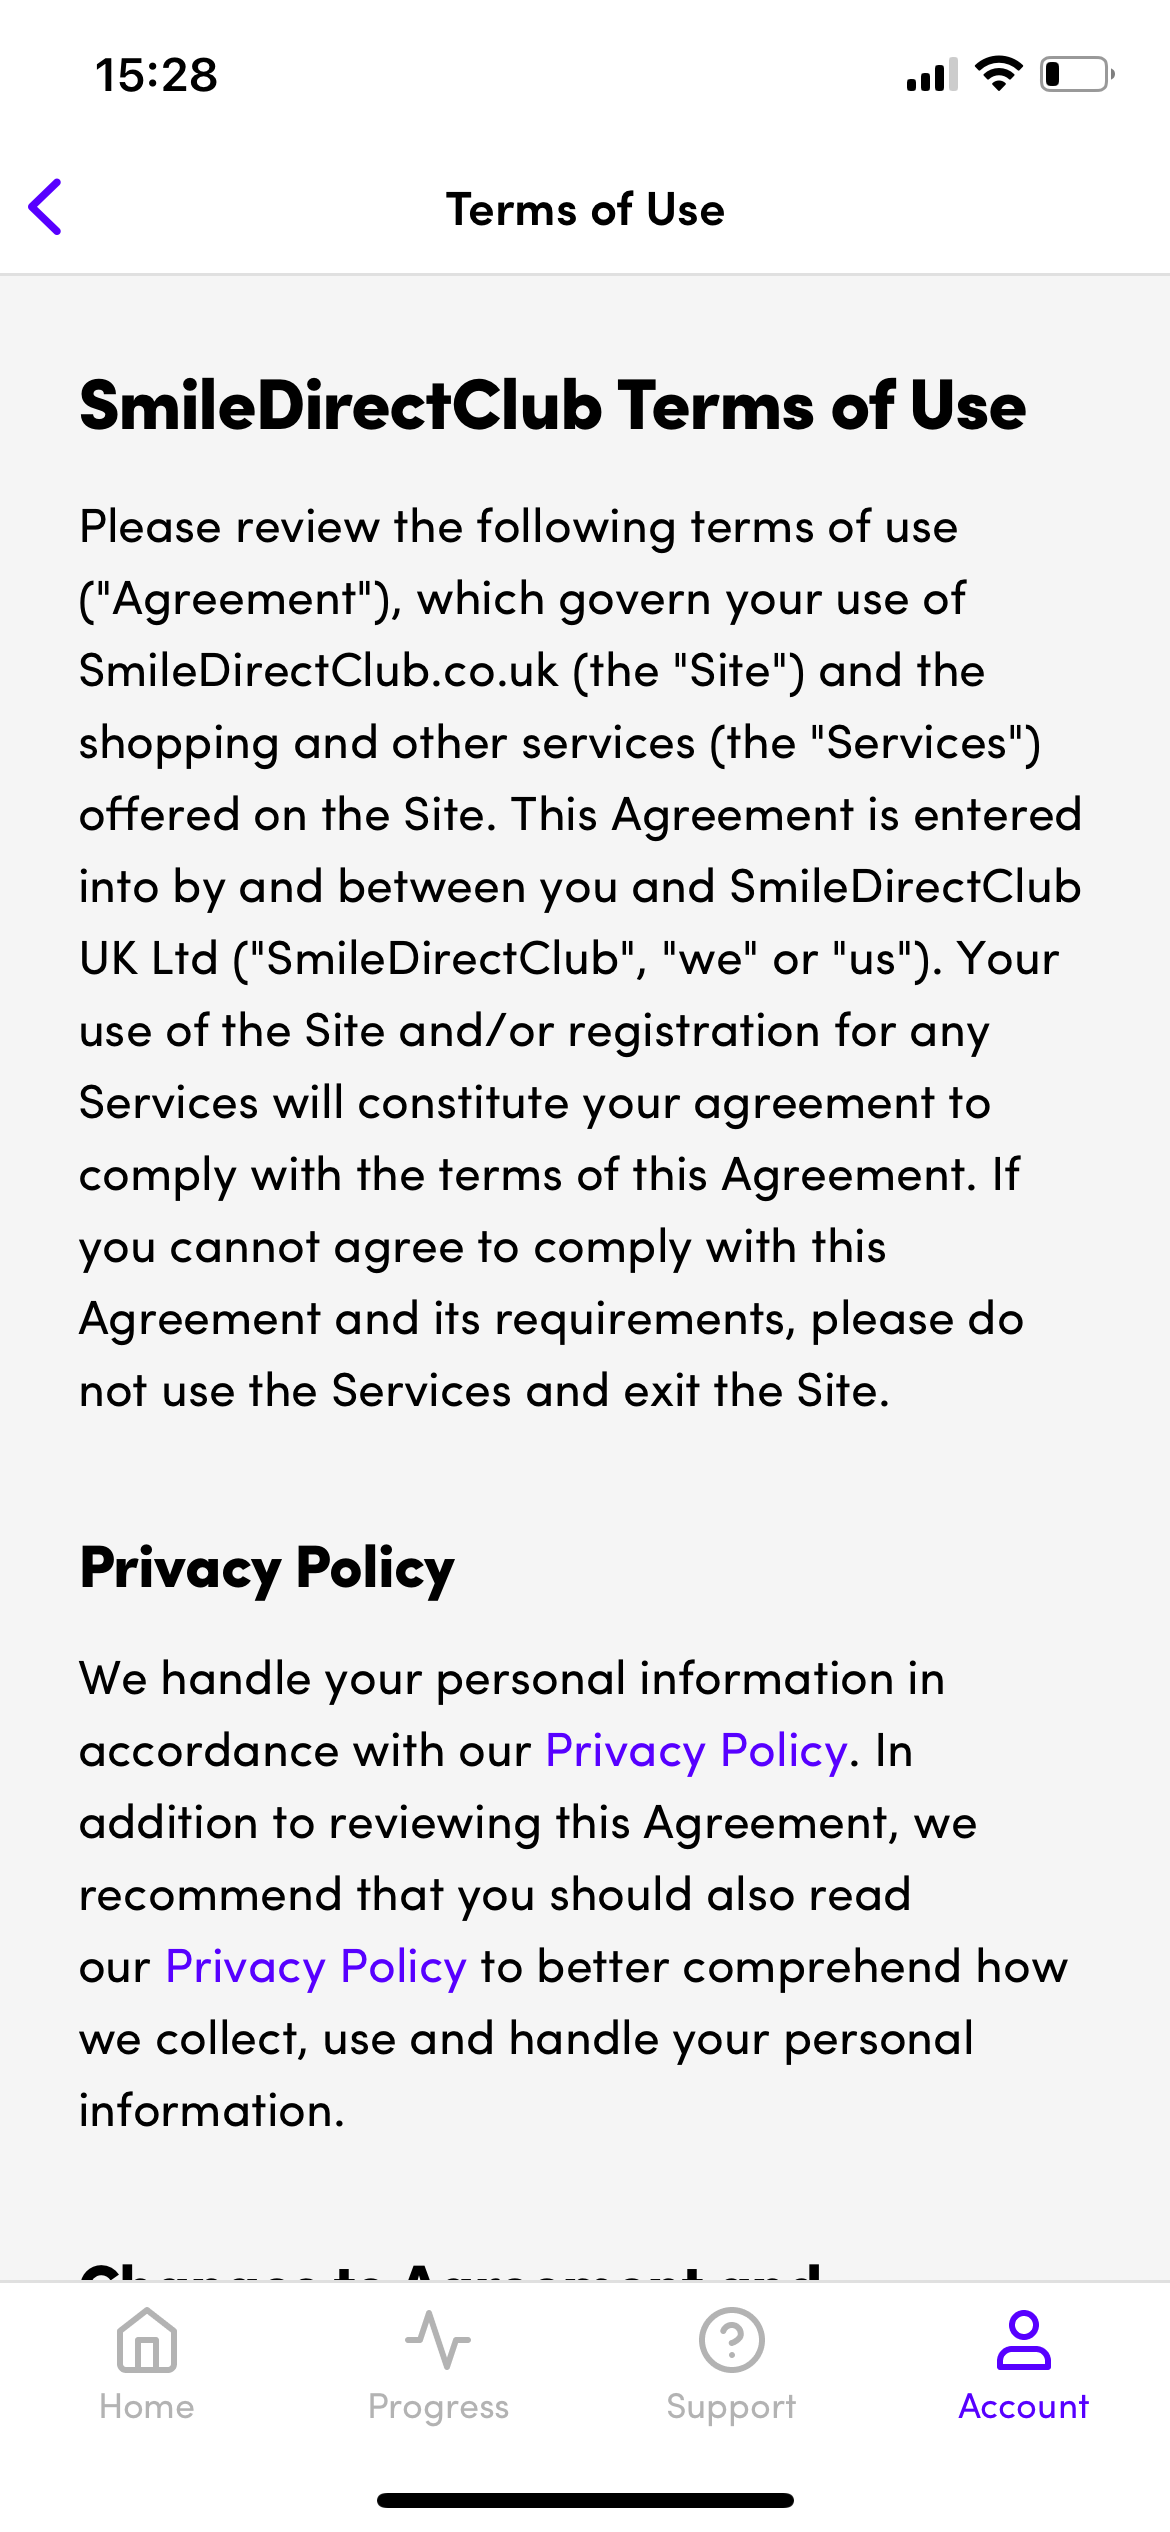 15:28
Terms of Use
SmileDirectClub Terms of Use
Please review the following terms of use
("Agreement"), which govern your use of
SmileDirectClub.co.uk (the "Site") and the
shopping and other services (the "Services")
offered on the Site. This Agreement is entered
into by and between you and SmileDirectClub
UK Ltd ("SmileDirectClub", "we" or "us"). Your
use of the Site and/or registration for any
Services will constitute your agreement to
comply with the terms of this Agreement. If
you cannot agree to comply with this
Agreement and its requirements, please do
not use the Services and exit the Site.
Privacy Policy
We handle your personal information in
accordance with our Privacy Policy. In
addition to reviewing this Agreement, we
recommend that you should also read
our Privacy Policy to better comprehend how
we collect, use and handle your personal
information.
Changes to Agreement and
Home
Progress
Support
Account